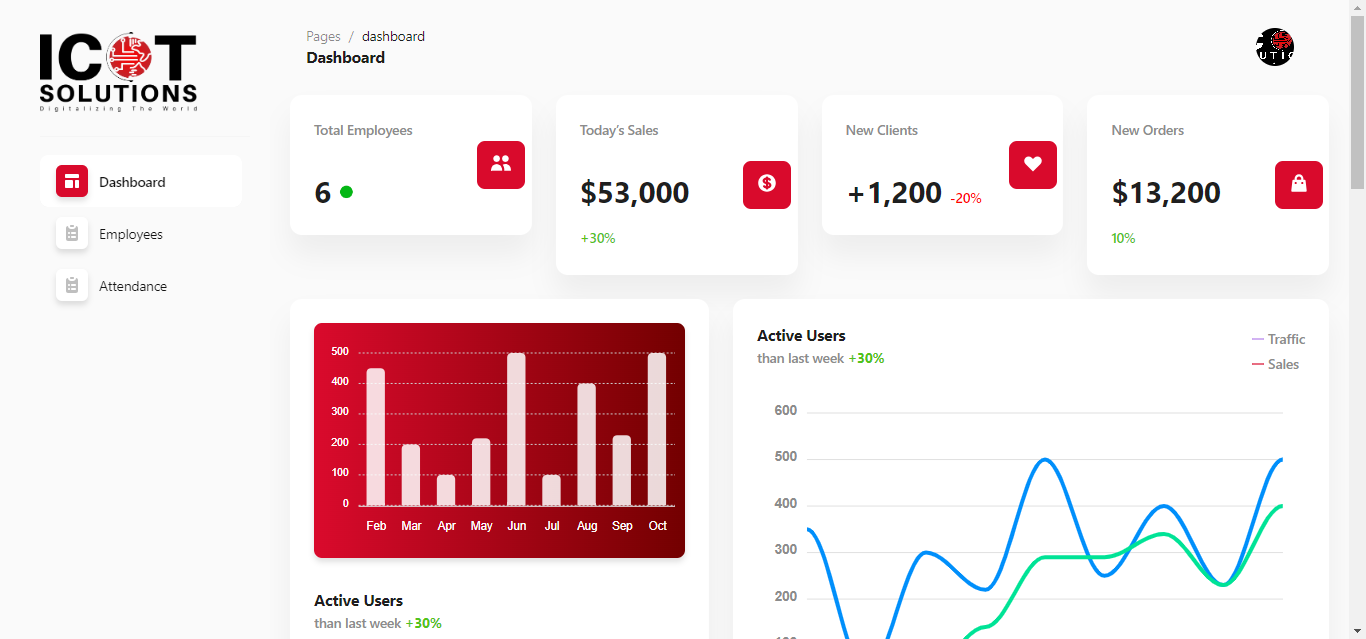 ICOT
SOLUTIONS
Digitalizing The World
Dashboard
Employees
Attendance
Pages / dashboard
Dashboard
UTIO
Total Employees
6
Today's Sales
$53,000
+30%
New Clients
+1,200 -20%
New Orders
$13,200
10%
500
400
300
200
100
0
Feb Mar Apr May Jun Jul Aug Sep Oct
Active Users
than last week +30%
Active Users
than last week +30%
Traffic
Sales
600
500
400
300
200